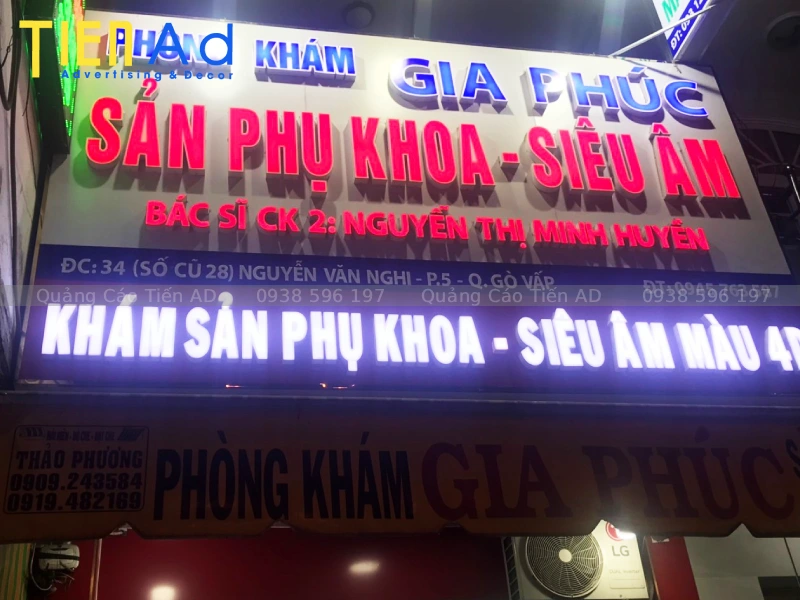 TIEN Ad
Advertising & Decor
PHÒNG KHÁM GIA PHÚC
SẢN PHỤ KHOA - SIÊU ÂM
BÁC SĨ CK 2: NGUYỄN THỊ MINH HUYỀN
ĐC: 34 (SỐ CŨ 28) NGUYỄN VĂN NGHI - P.5 - Q. GÒ VẤP
Quảng Cáo Tiến AD 0938 596 197 Quảng Cáo Tiến AD 0938 596 197
KHÁM SẢN PHỤ KHOA - SIÊU ÂM MÀU 4D
THẢO PHƯƠNG
0909.243584
0919.482169
PHÒNG KHÁM GIA PHÚC
LG